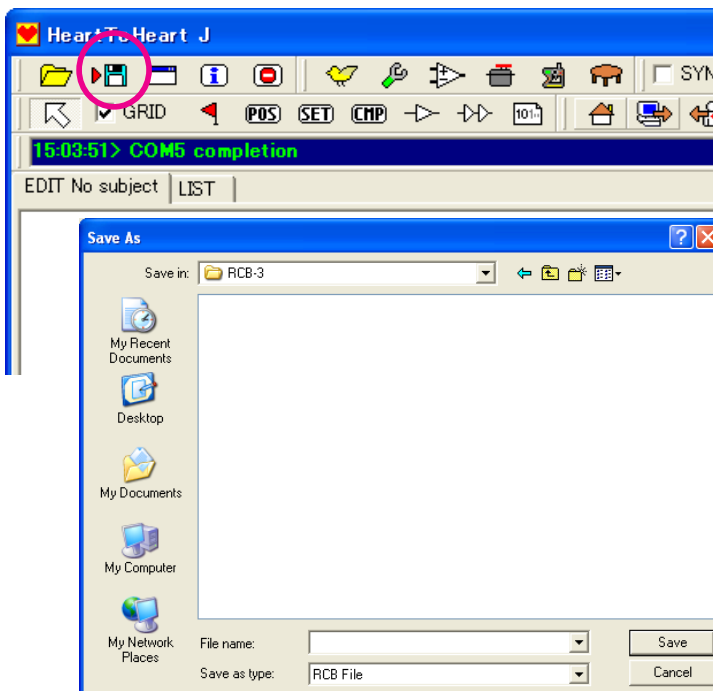 HeartToHeart J
SYN
GRID POS SET CMP 101..
15:03:51> COM5 completion
EDIT No subject LIST
Save As
Save in: RCB-3
My Recent
Documents
Desktop
My Documents
My Computer
My Network
Places
File name:
Save
Save as type: RCB File
Cancel